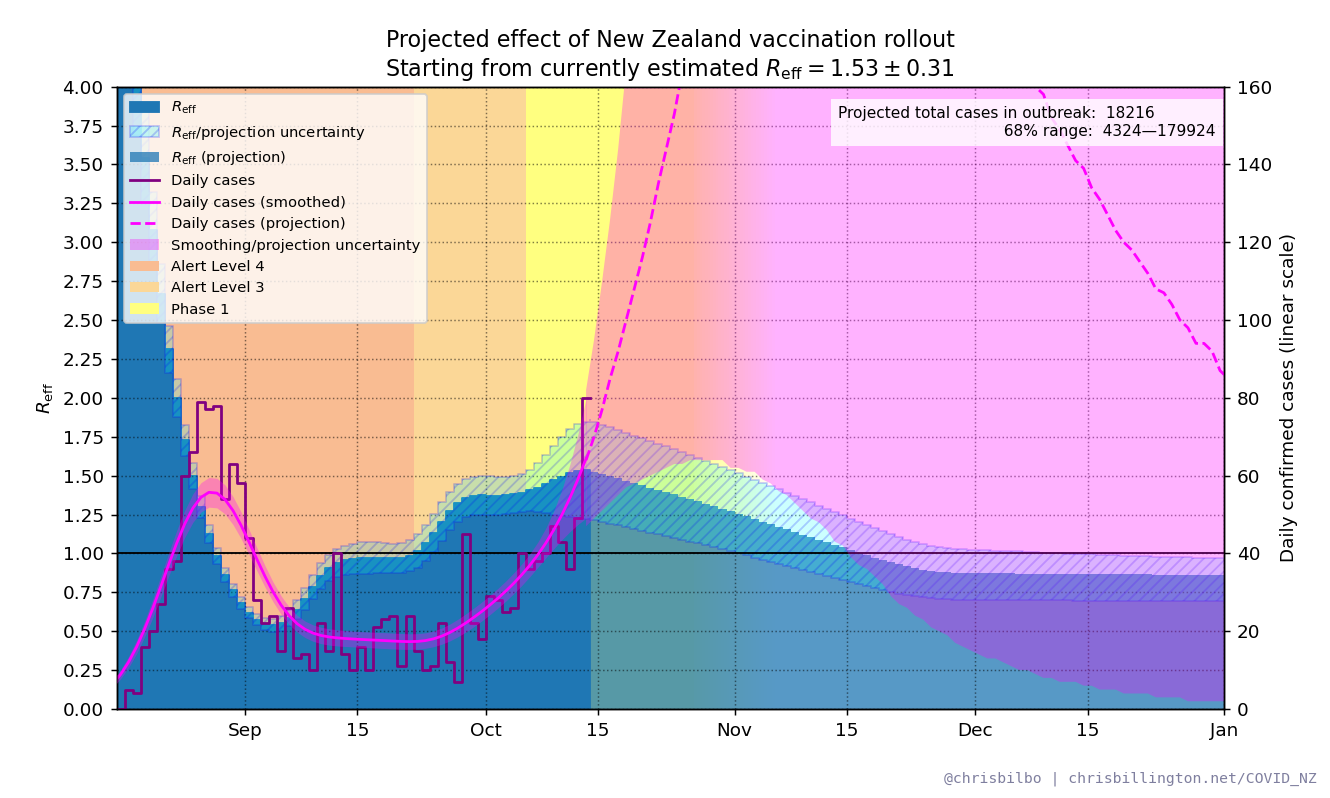 Projected effect of New Zealand vaccination rollout
Starting from currently estimated R_eff = 1.53 ± 0.31
4.00
3.75
3.50
3.25
3.00
2.75
2.50
2.25
2.00
1.75
1.50
1.25
1.00
0.75
0.50
0.25
0.00
R_eff
R_eff
R_eff/projection uncertainty
R_eff (projection)
Daily cases
Daily cases (smoothed)
Daily cases (projection)
Smoothing/projection uncertainty
Alert Level 4
Alert Level 3
Phase 1
Projected total cases in outbreak: 18216
68% range: 4324—179924
160
140
120
100
80
60
40
20
0
Daily confirmed cases (linear scale)
Sep
15
Oct
15
Nov
15
Dec
15
Jan
@chrisbilbo | chrisbillington.net/COVID_NZ